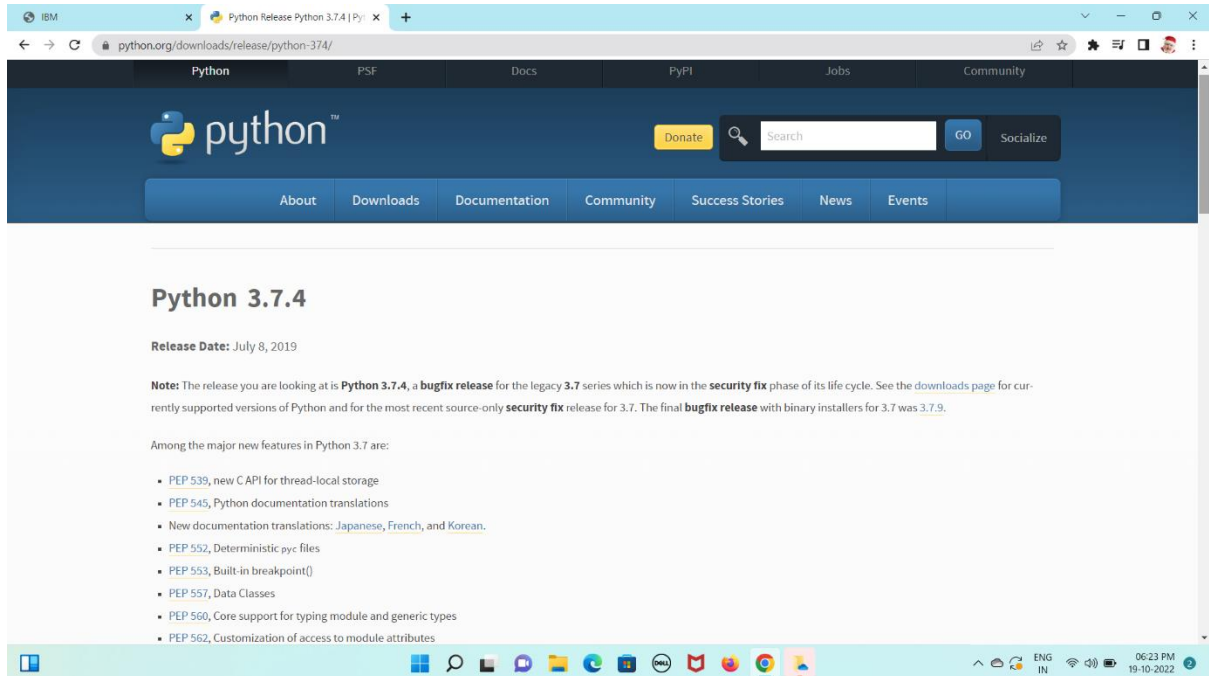 IBM
Python Release Python 3.7.4 | Py
python.org/downloads/release/python-374/
Python PSF Docs PyPI Jobs Community
python™
Donate Search GO Socialize
About Downloads Documentation Community Success Stories News Events
Python 3.7.4
Release Date: July 8, 2019
Note: The release you are looking at is Python 3.7.4, a bugfix release for the legacy 3.7 series which is now in the security fix phase of its life cycle. See the downloads page for cur-
rently supported versions of Python and for the most recent source-only security fix release for 3.7. The final bugfix release with binary installers for 3.7 was 3.7.9.
Among the major new features in Python 3.7 are:
PEP 539, new C API for thread-local storage
PEP 545, Python documentation translations
New documentation translations: Japanese, French, and Korean.
PEP 552, Deterministic pyc files
PEP 553, Built-in breakpoint()
PEP 557, Data Classes
PEP 560, Core support for typing module and generic types
PEP 562, Customization of access to module attributes
DELL
ENG
IN
06:23 PM
19-10-2022
2